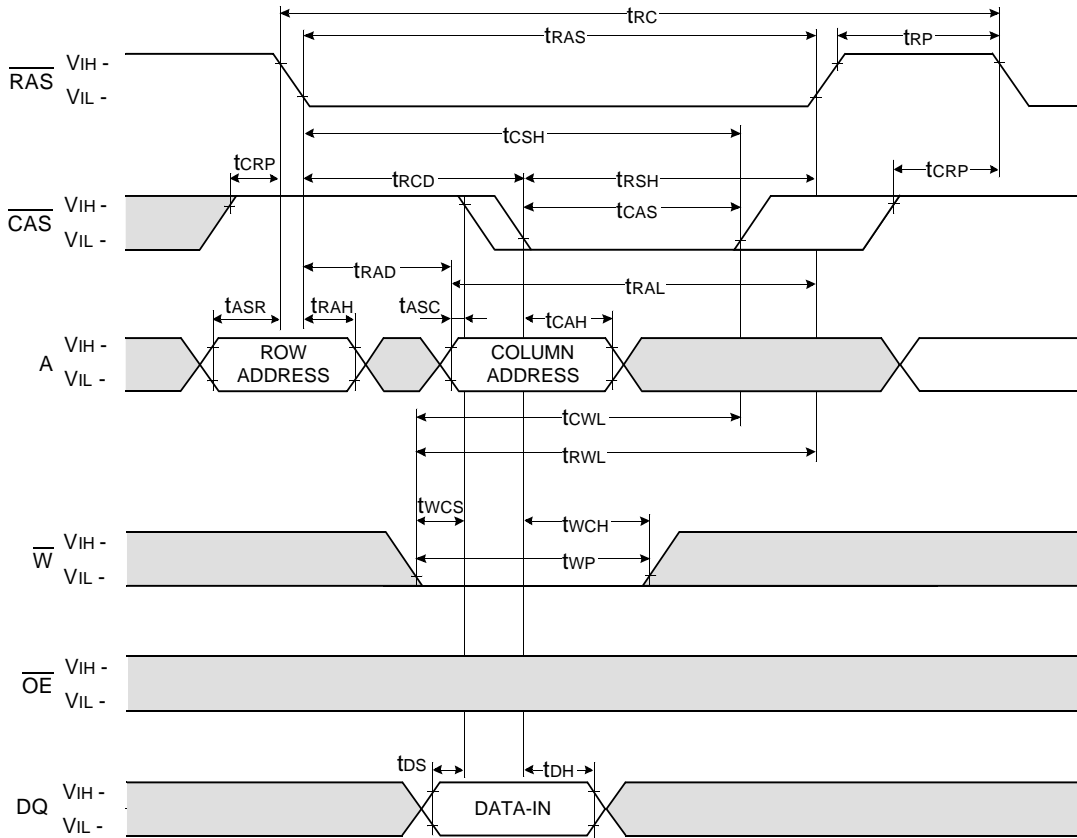 tRC
tRAS
tRP
RAS
VIH -
VIL -
tCSH
tCRP
tRCD
tRSH
tCRP
CAS
VIH -
VIL -
tCAS
tRAD
tRAL
tASR
tRAH
tASC
tCAH
A
VIH -
VIL -
ROW
ADDRESS
COLUMN
ADDRESS
tCWL
tRWL
tWCS
tWCH
W
VIH -
VIL -
tWP
OE
VIH -
VIL -
tDS
tDH
DQ
VIH -
VIL -
DATA-IN